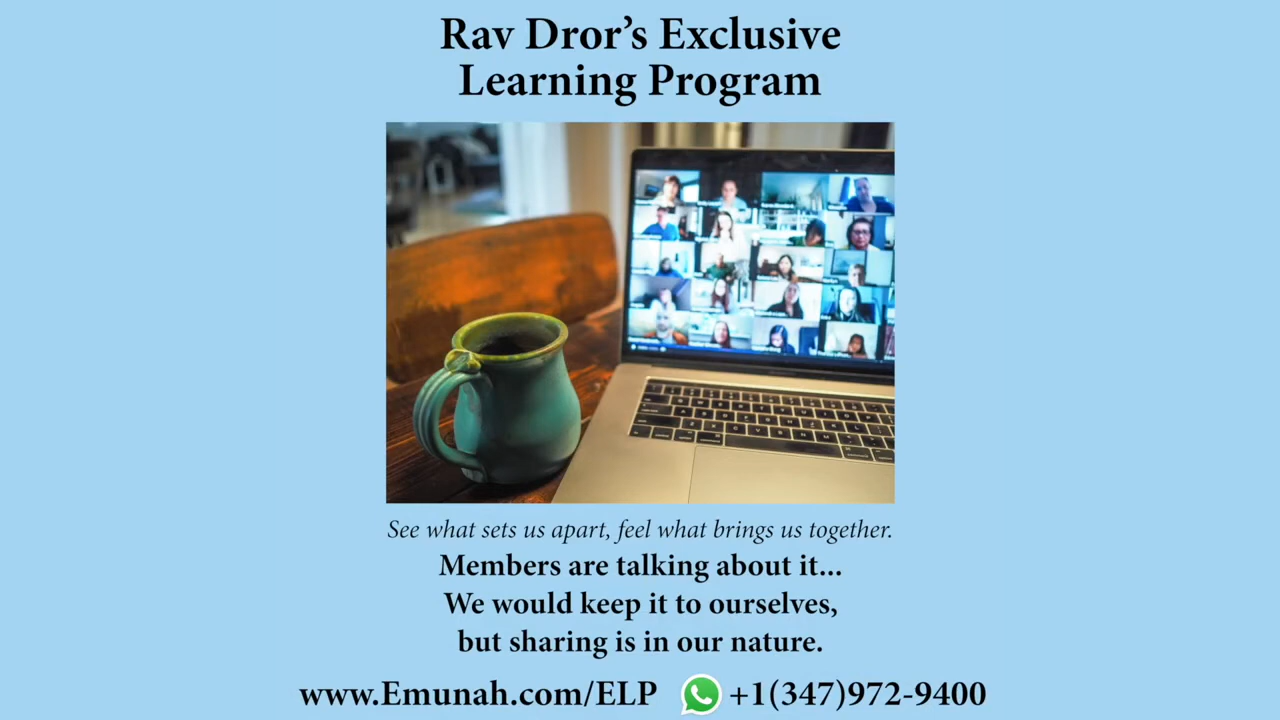 Rav Dror’s Exclusive
Learning Program
See what sets us apart, feel what brings us together.
Members are talking about it...
We would keep it to ourselves,
but sharing is in our nature.
www.Emunah.com/ELP +1(347)972-9400